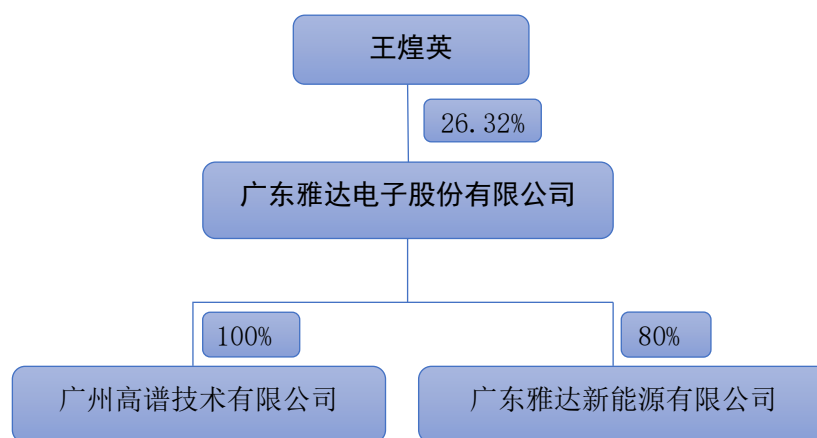 王煌英
26.32%
广东雅达电子股份有限公司
100%
80%
广州高谱技术有限公司
广东雅达新能源有限公司